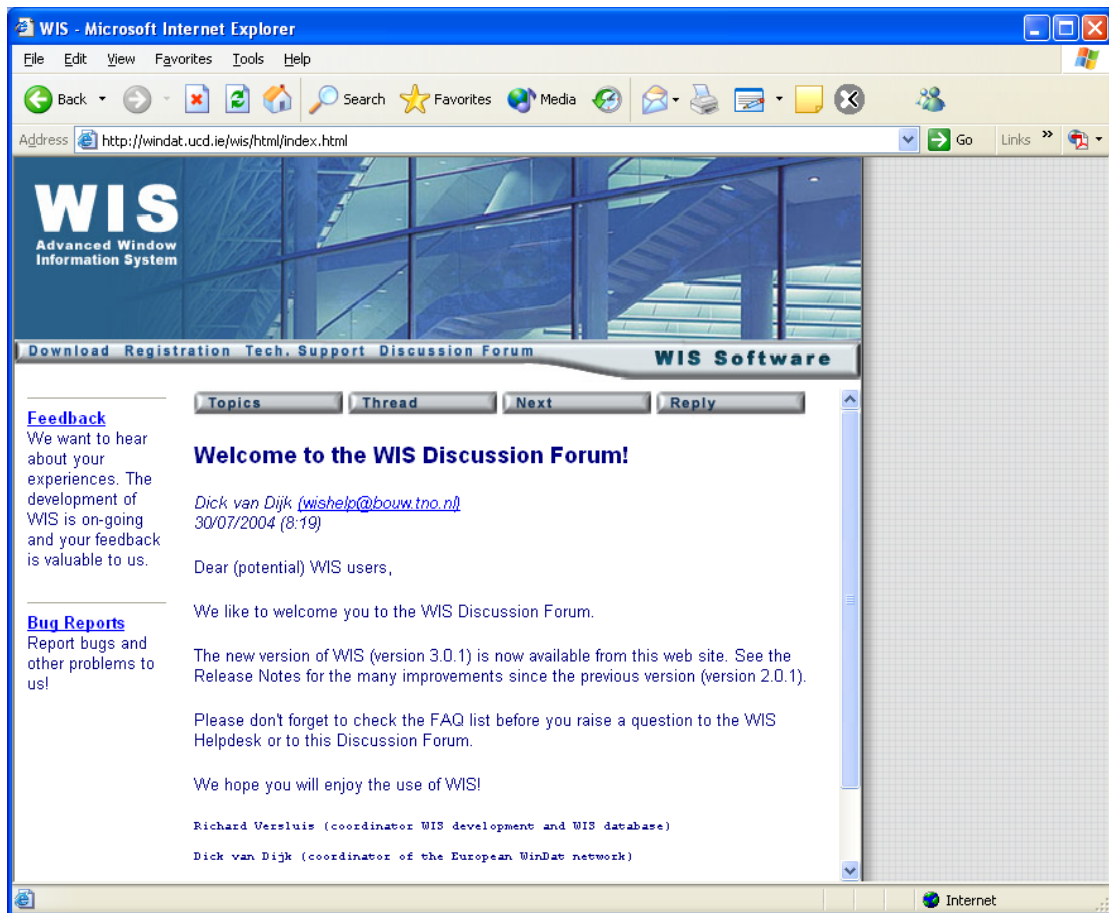 WIS - Microsoft Internet Explorer
File Edit View Favorites Tools Help
Back Search Favorites Media
Address http://windat.ucd.ie/wis/html/index.html Go Links »
WIS
Advanced Window
Information System
Download Registration Tech. Support Discussion Forum
WIS Software
Topics Thread Next Reply
Feedback
We want to hear
about your
experiences. The
development of
WIS is on-going
and your feedback
is valuable to us.
Bug Reports
Report bugs and
other problems to
us!
Welcome to the WIS Discussion Forum!
Dick van Dijk (wishelp@bouw.tno.nl)
30/07/2004 (8:19)
Dear (potential) WIS users,
We like to welcome you to the WIS Discussion Forum.
The new version of WIS (version 3.0.1) is now available from this web site. See the
Release Notes for the many improvements since the previous version (version 2.0.1).
Please don't forget to check the FAQ list before you raise a question to the WIS
Helpdesk or to this Discussion Forum.
We hope you will enjoy the use of WIS!
Richard Versluis (coordinator WIS development and WIS database)
Dick van Dijk (coordinator of the European WinDat network)
Internet